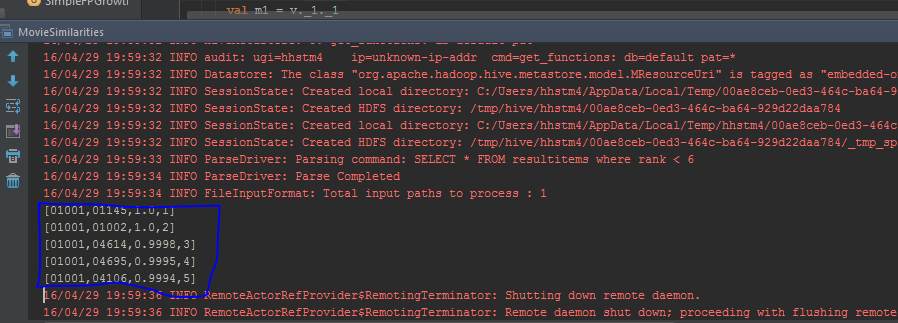 SimpleFPGrowt
val m1 = v._1._1
MovieSimilarities
16/04/29 19:59:32 INFO audit: ugi=hhstm4 ip=unknown-ip-addr cmd=get_functions: db=default pat=*
16/04/29 19:59:32 INFO Datastore: The class "org.apache.hadoop.hive.metastore.model.MResourceUri" is tagged as "embedded-o
16/04/29 19:59:32 INFO SessionState: Created local directory: C:/Users/hhstm4/AppData/Local/Temp/00ae8ceb-0ed3-464c-ba64-9
16/04/29 19:59:32 INFO SessionState: Created HDFS directory: /tmp/hive/hhstm4/00ae8ceb-0ed3-464c-ba64-929d22daa784
16/04/29 19:59:32 INFO SessionState: Created local directory: C:/Users/hhstm4/AppData/Local/Temp/hhstm4/00ae8ceb-0ed3-464c
16/04/29 19:59:32 INFO SessionState: Created HDFS directory: /tmp/hive/hhstm4/00ae8ceb-0ed3-464c-ba64-929d22daa784/_tmp_sp
16/04/29 19:59:33 INFO ParseDriver: Parsing command: SELECT * FROM resultitems where rank < 6
16/04/29 19:59:34 INFO ParseDriver: Parse Completed
16/04/29 19:59:34 INFO FileInputFormat: Total input paths to process : 1
[01001,01145,1.0,1]
[01001,01002,1.0,2]
[01001,04614,0.9998,3]
[01001,04695,0.9995,4]
[01001,04106,0.9994,5]
16/04/29 19:59:36 INFO RemoteActorRefProvider$RemotingTerminator: Shutting down remote daemon.
16/04/29 19:59:36 INFO RemoteActorRefProvider$RemotingTerminator: Remote daemon shut down; proceeding with flushing remote